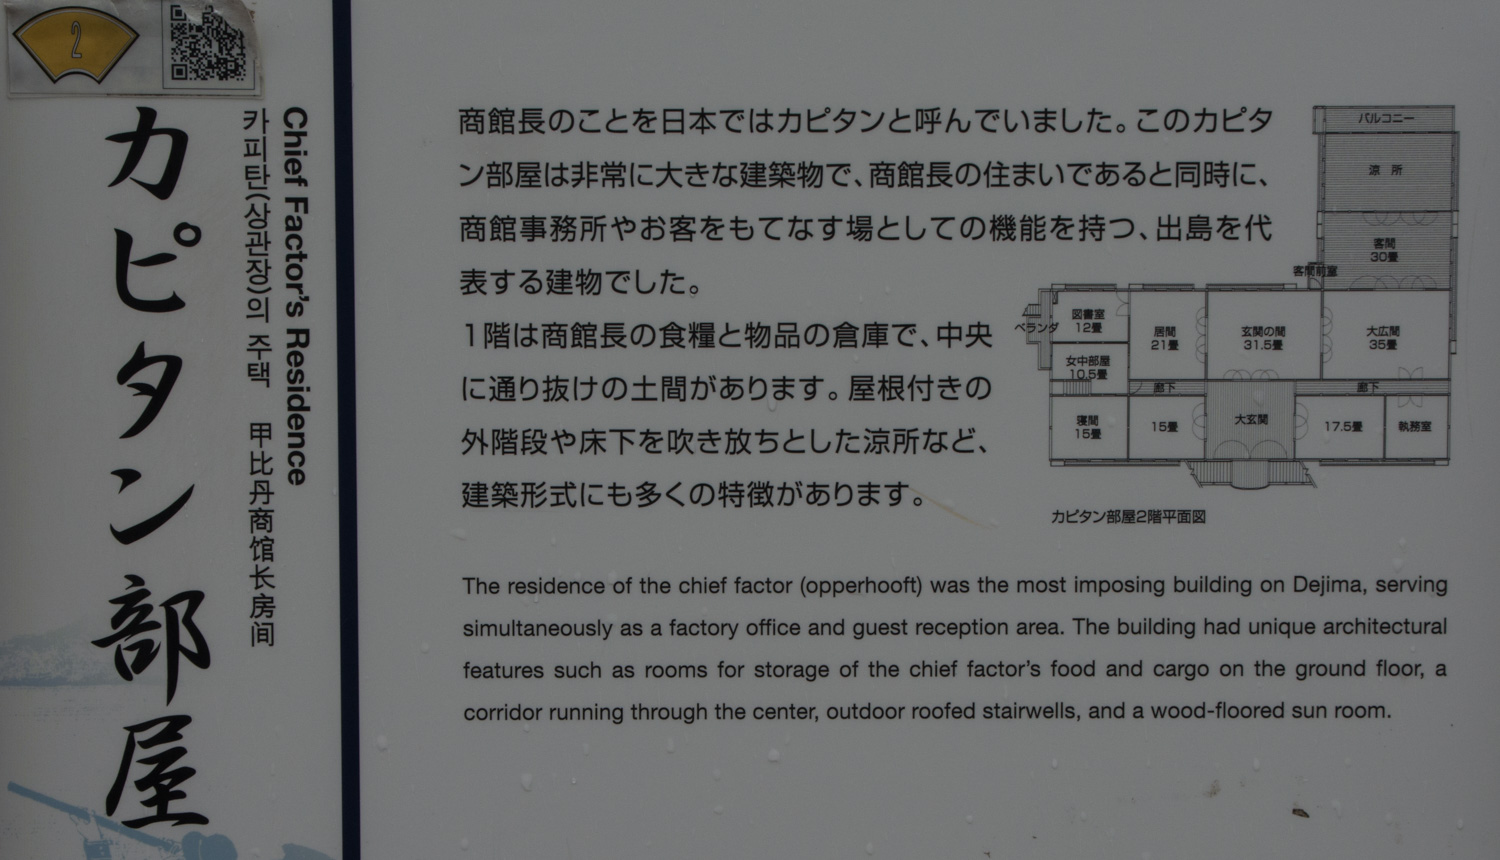 2
カピタン部屋
Chief Factor's Residence
카피탄(상관장)이 주택 甲比丹商馆长房间
商館長のことを日本ではカピタンと呼んでいました。このカピタ
ン部屋は非常に大きな建築物で、商館長の住まいであると同時に、
商館事務所やお客をもてなす場としての機能を持つ、出島を代
表する建物でした。
1階は商館長の食糧と物品の倉庫で、中央
に通り抜けの土間があります。屋根付きの
外階段や床下を吹き放ちとした涼所など、
建築形式にも多くの特徴があります。
バルコニー
涼所
客間
30畳
客間前室
ベランダ
図書室
12畳
居間
21畳
玄関の間
31.5畳
大広間
35畳
女中部屋
10.5畳
廊下
廊下
寝間
15畳
15畳
大玄関
17.5畳
執務室
カピタン部屋2階平面図
The residence of the chief factor (opperhooft) was the most imposing building on Dejima, serving
simultaneously as a factory office and guest reception area. The building had unique architectural
features such as rooms for storage of the chief factor's food and cargo on the ground floor, a
corridor running through the center, outdoor roofed stairwells, and a wood-floored sun room.